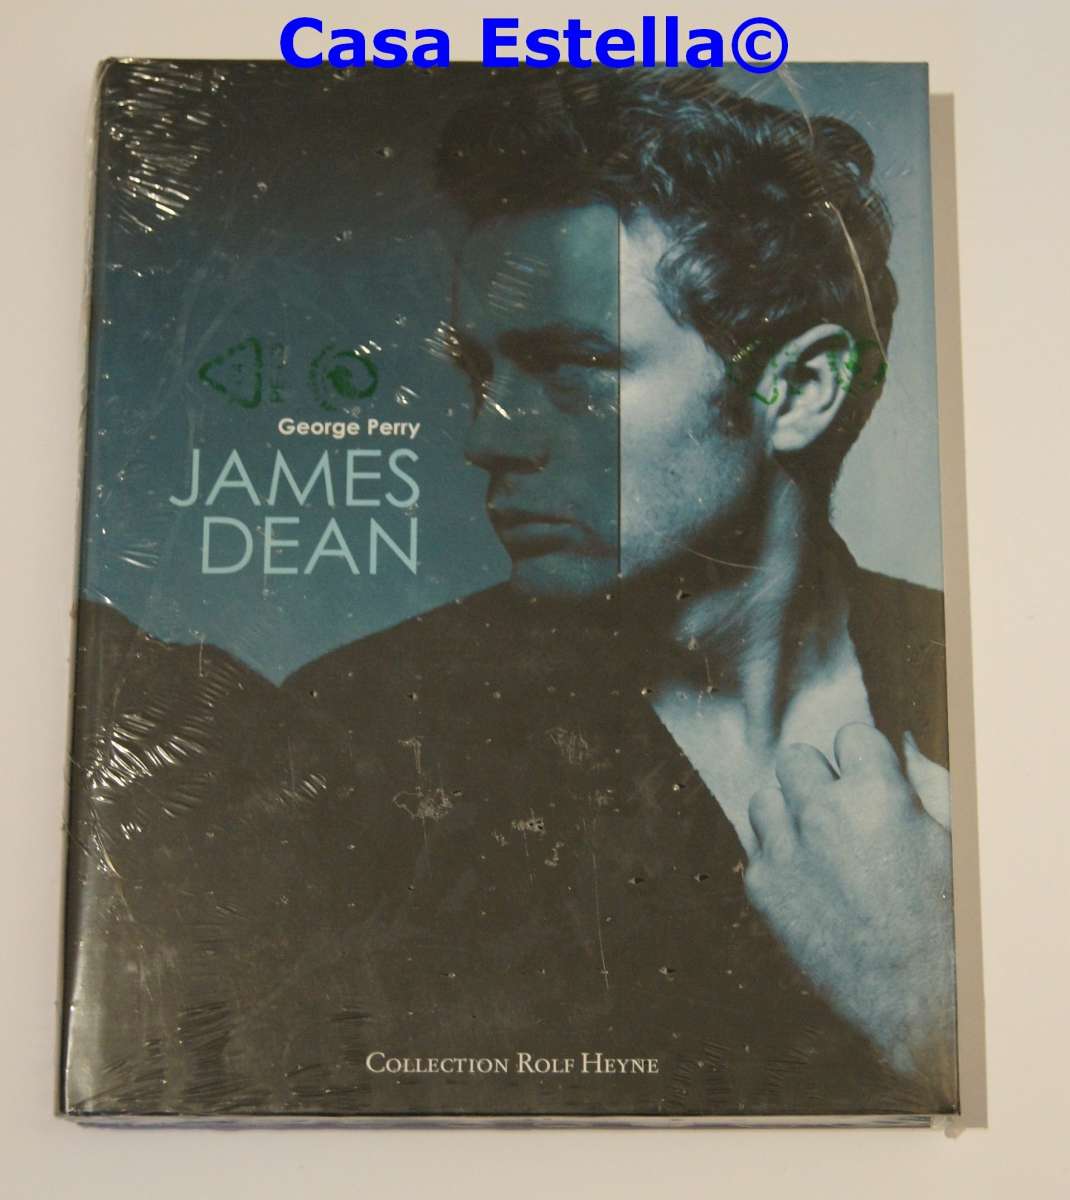 Casa Estella©
George Perry
JAMES
DEAN
COLLECTION ROLF HEYNE